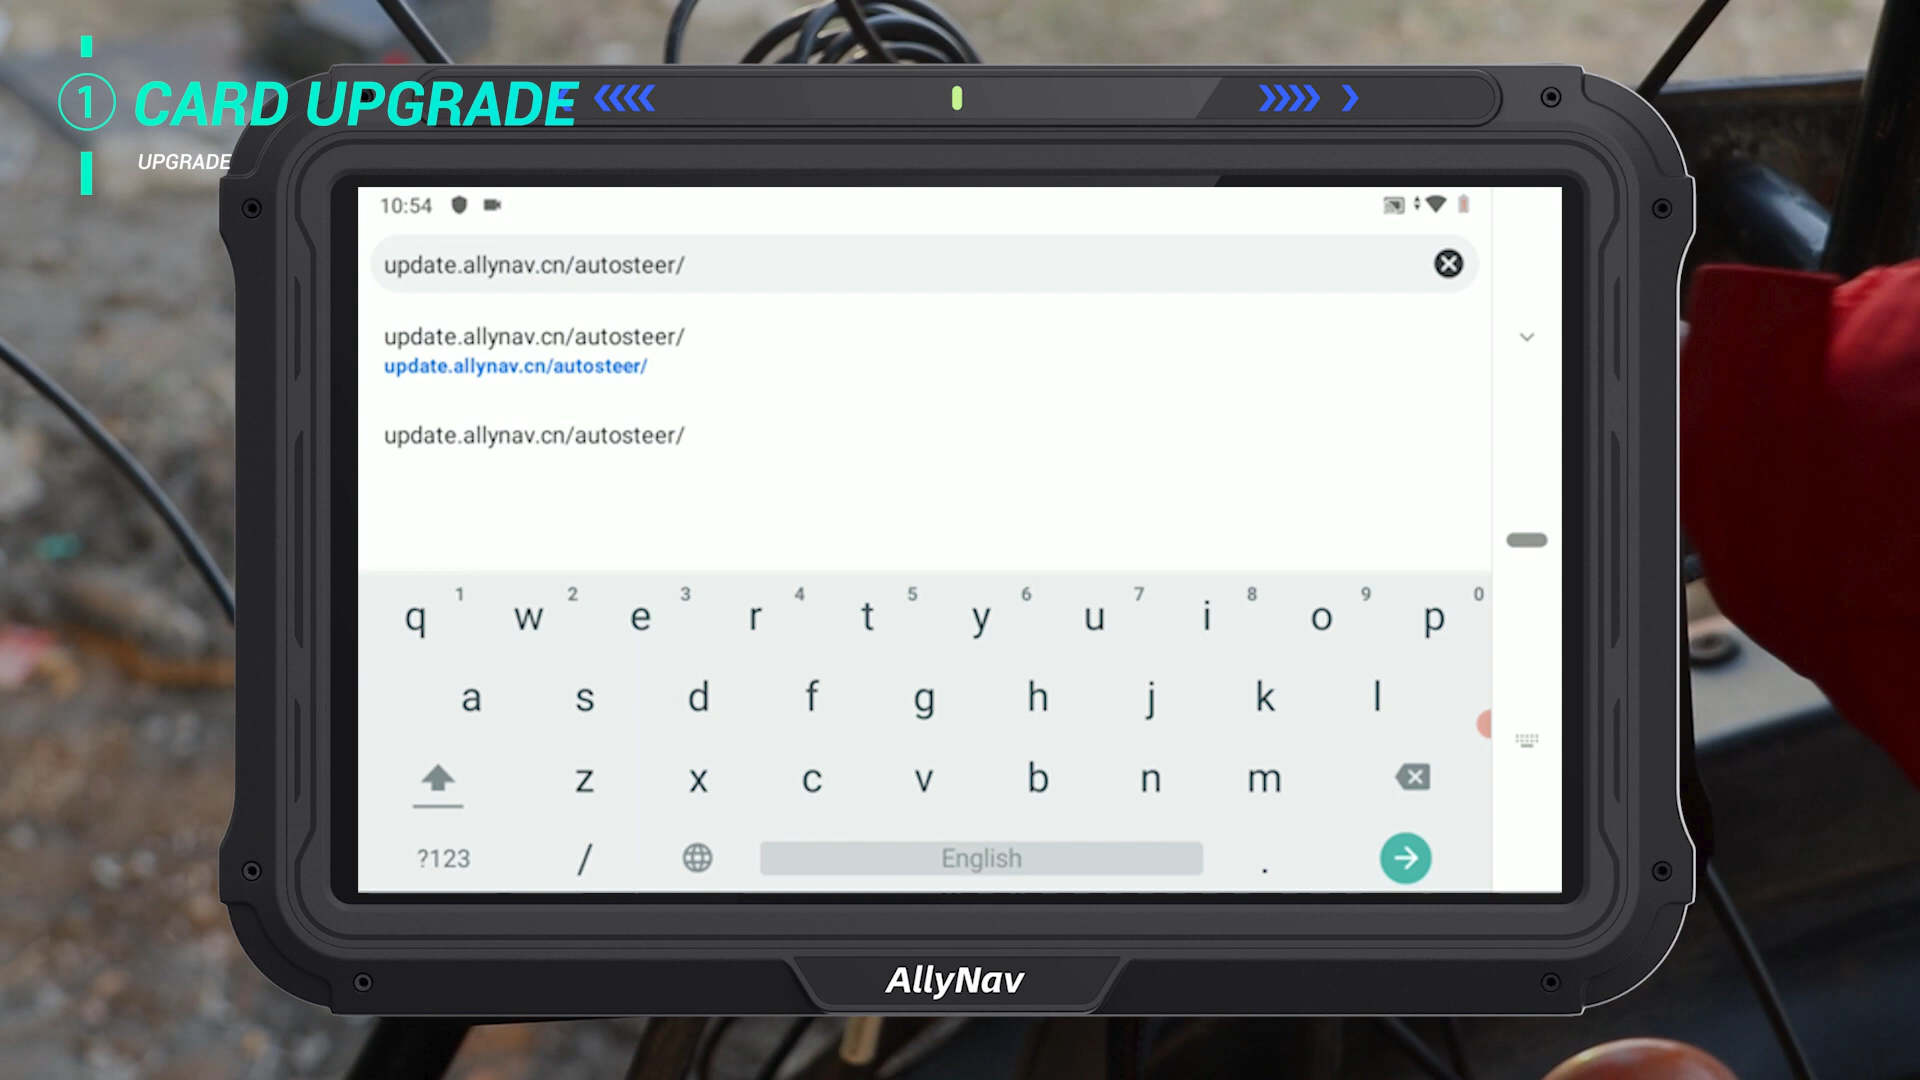 1
CARD UPGRADE
UPGRADE
10:54
update.allynav.cn/autosteer/
update.allynav.cn/autosteer/
update.allynav.cn/autosteer/
update.allynav.cn/autosteer/
1 2 3 4 5 6 7 8 9 0
q w e r t y u i o p
a s d f g h j k l
z x c v b n m
?123 / English .
AllyNav